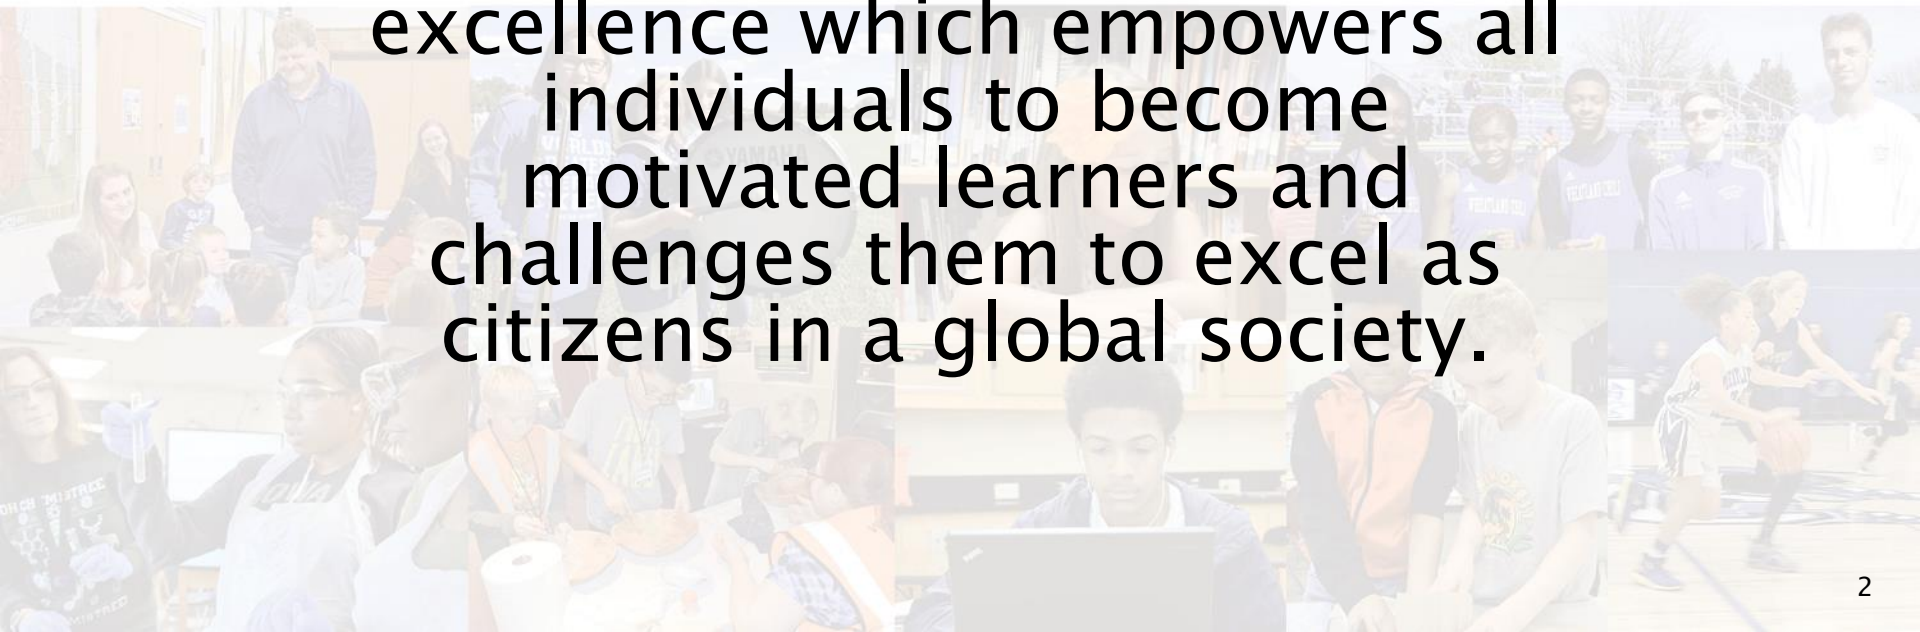 excellence which empowers all
individuals to become
motivated learners and
challenges them to excel as
citizens in a global society.
YAMAHA
2